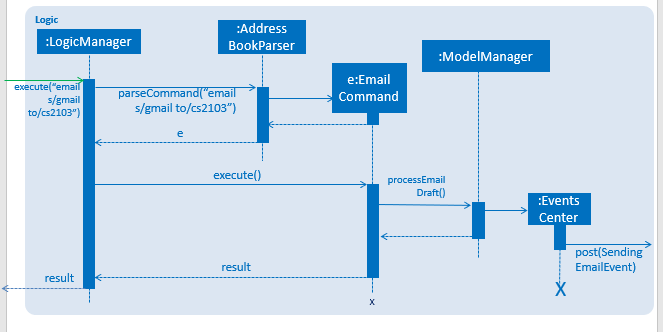 Logic
:LogicManager
:Address
BookParser
:ModelManager
e:Email
Command
execute(“email
s/gmail
to/cs2103”)
parseCommand(“email
s/gmail to/cs2103”)
e
execute()
processEmail
Draft()
:Events
Center
post(Sending
EmailEvent)
result
result
X
x